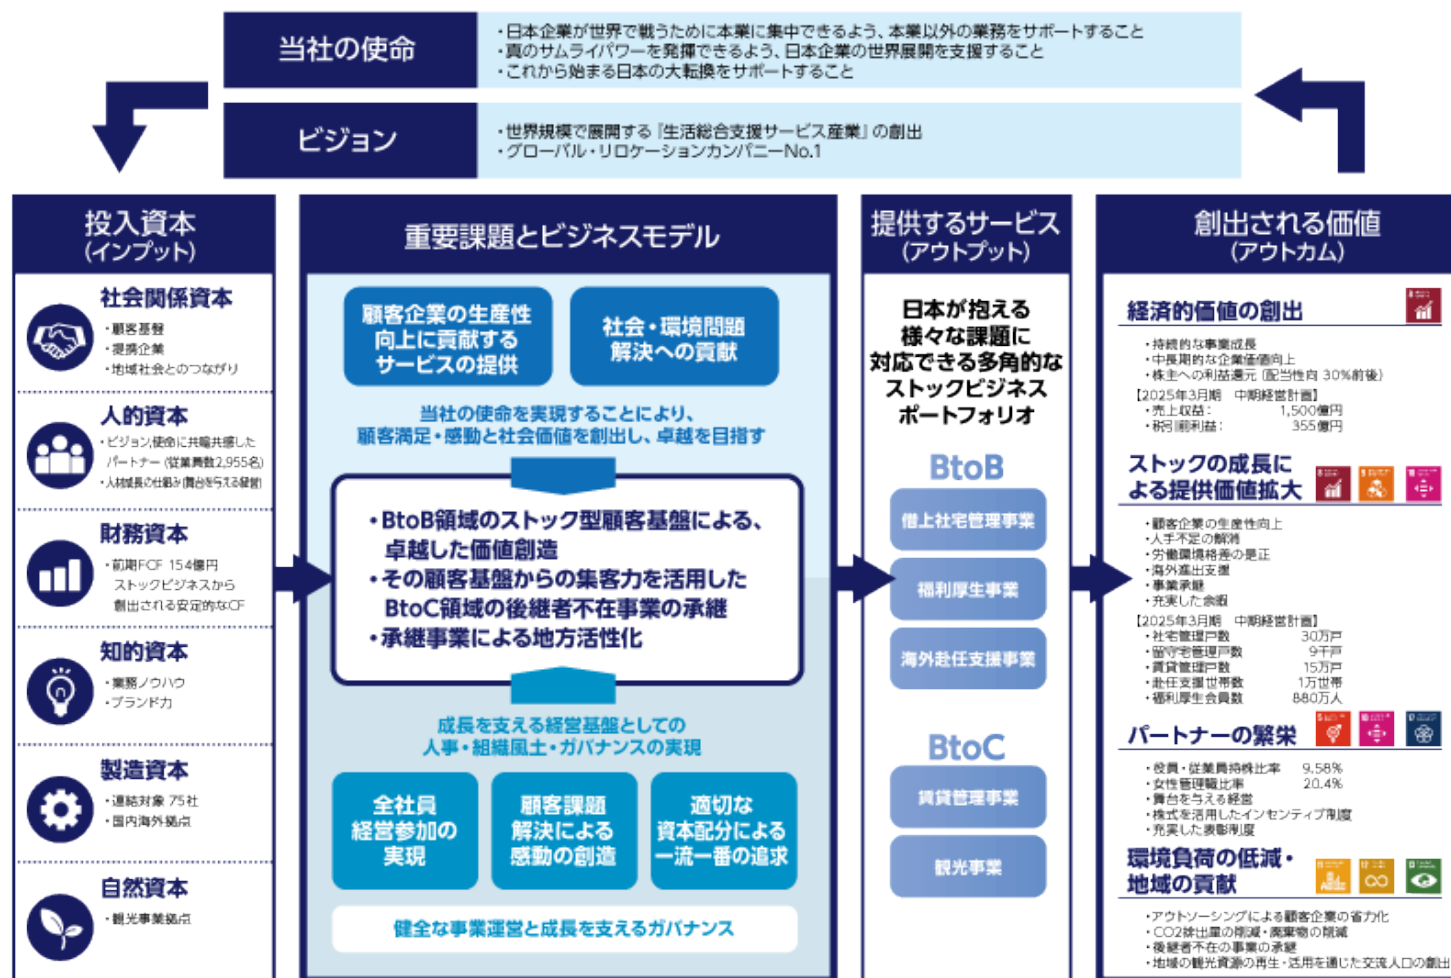 当社の使命
・日本企業が世界で戦うために本業に集中できるよう、本業以外の業務をサポートすること
・真のサムライパワーを発揮できるよう、日本企業の世界展開を支援すること
・これから始まる日本の大転換をサポートすること
ビジョン
・世界規模で展開する『生活総合支援サービス産業』の創出
・グローバル・リロケーションカンパニーNo.1
投入資本
(インプット)
社会関係資本
・顧客基盤
・提携企業
・地域社会とのつながり
人的資本
・ビジョン,使命に共鳴共感した
パートナー (従業員数2,955名)
・人材成長の仕組み(舞台を与える経営)
財務資本
・前期FCF 154億円
ストックビジネスから
創出される安定的なCF
知的資本
・業務ノウハウ
・ブランド力
製造資本
・連結対象 75社
・国内海外拠点
自然資本
・観光事業拠点
重要課題とビジネスモデル
顧客企業の生産性
向上に貢献する
サービスの提供
社会・環境問題
解決への貢献
当社の使命を実現することにより、
顧客満足・感動と社会価値を創出し、卓越を目指す
・BtoB領域のストック型顧客基盤による、
卓越した価値創造
・その顧客基盤からの集客力を活用した
BtoC領域の後継者不在事業の承継
・承継事業による地方活性化
成長を支える経営基盤としての
人事・組織風土・ガバナンスの実現
全社員
経営参加の
実現
顧客課題
解決による
感動の創造
適切な
資本配分による
一流一番の追求
健全な事業運営と成長を支えるガバナンス
提供するサービス
(アウトプット)
日本が抱える
様々な課題に
対応できる多角的な
ストックビジネス
ポートフォリオ
BtoB
借上社宅管理事業
福利厚生事業
海外赴任支援事業
BtoC
賃貸管理事業
観光事業
創出される価値
(アウトカム)
経済的価値の創出
・持続的な事業成長
・中長期的な企業価値向上
・株主への利益還元 (配当性向 30%前後)
【2025年3月期 中期経営計画】
・売上収益： 1,500億円
・税引前利益： 355億円
ストックの成長に
よる提供価値拡大
・顧客企業の生産性向上
・人手不足の解消
・労働環境格差の是正
・海外進出支援
・事業承継
・充実した余暇
【2025年3月期 中期経営計画】
・社宅管理戸数 30万戸
・留守宅管理戸数 9千戸
・賃貸管理戸数 15万戸
・赴任支援世帯数 1万世帯
・福利厚生会員数 880万人
パートナーの繁栄
・役員・従業員持株比率 9.58%
・女性管理職比率 20.4%
・舞台を与える経営
・株式を活用したインセンティブ制度
・充実した表彰制度
環境負荷の低減・
地域の貢献
・アウトソーシングによる顧客企業の省力化
・CO2排出量の削減・廃棄物の削減
・後継者不在の事業の承継
・地域の観光資源の再生・活用を通じた交流人口の創出